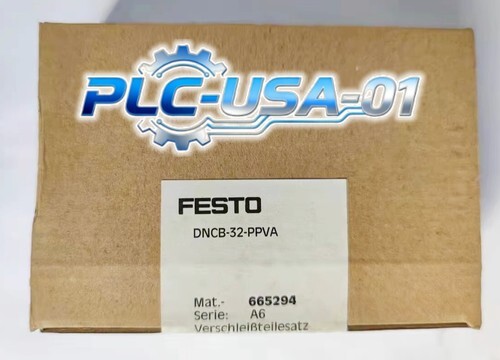 PLC-USA-01
FESTO
DNCB-32-PPVA
Mat.- 665294
Serie: A6
Verschleißteilesatz